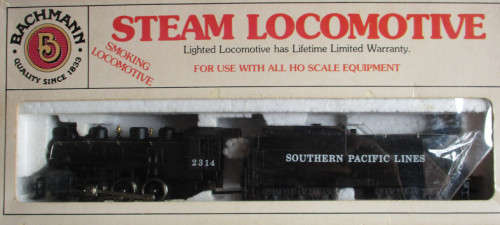 BACHMANN
B
QUALITY SINCE 1833
SMOKING
LOCOMOTIVE
STEAM LOCOMOTIVE
Lighted Locomotive has Lifetime Limited Warranty.
FOR USE WITH ALL HO SCALE EQUIPMENT
2314
SOUTHERN PACIFIC LINES